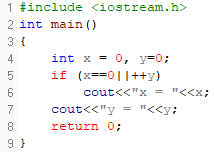 1 #include <iostream.h>
2 int main()
3 {
4     int x = 0, y=0;
5     if (x==0||++y)
6         cout<<"x = "<<x;
7     cout<<"y = "<<y;
8     return 0;
9 }